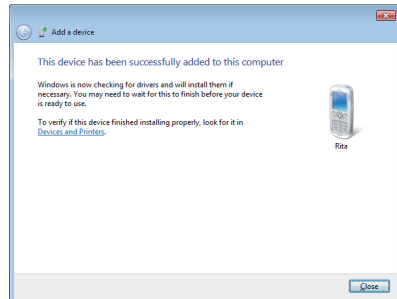 Add a device
This device has been successfully added to this computer
Windows is now checking for drivers and will install them if
necessary. You may need to wait for this to finish before your device
is ready to use.
To verify if this device finished installing properly, look for it in
Devices and Printers.
Rita
Close